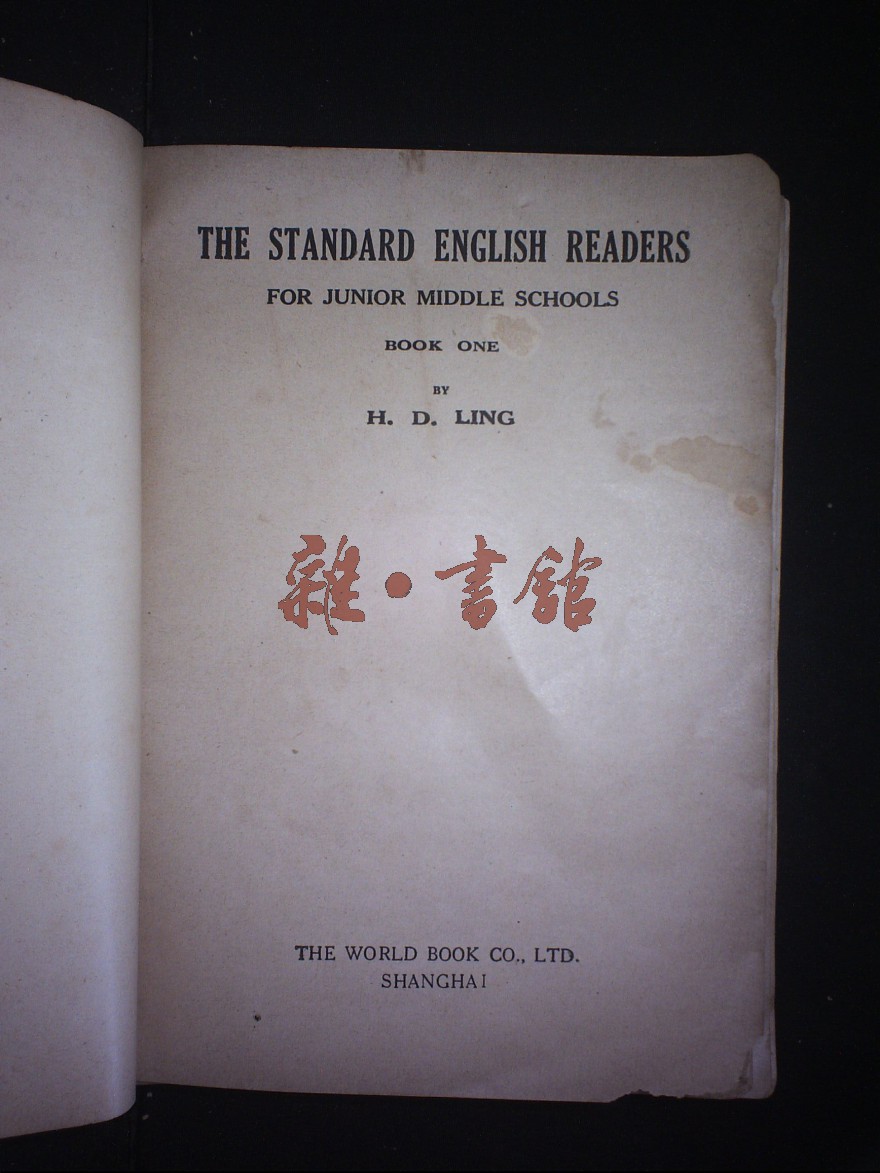 THE STANDARD ENGLISH READERS
FOR JUNIOR MIDDLE SCHOOLS
BOOK ONE
BY
H. D. LING
雜·書舘
THE WORLD BOOK CO., LTD.
SHANGHAI